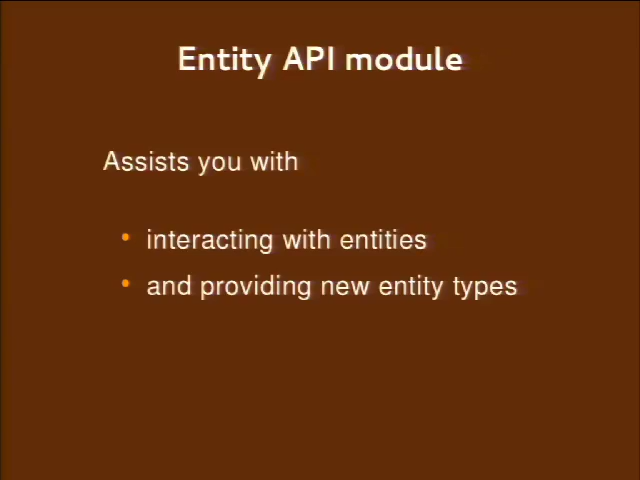 Entity API module
Assists you with
• interacting with entities
• and providing new entity types